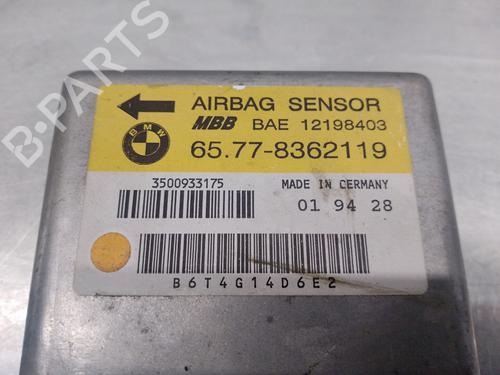 B-PARTS
AIRBAG SENSOR
BMW
MBB BAE 12198403
65.77-8362119
3500933175
MADE IN GERMANY
01 94 28
B6T4G14D6E2